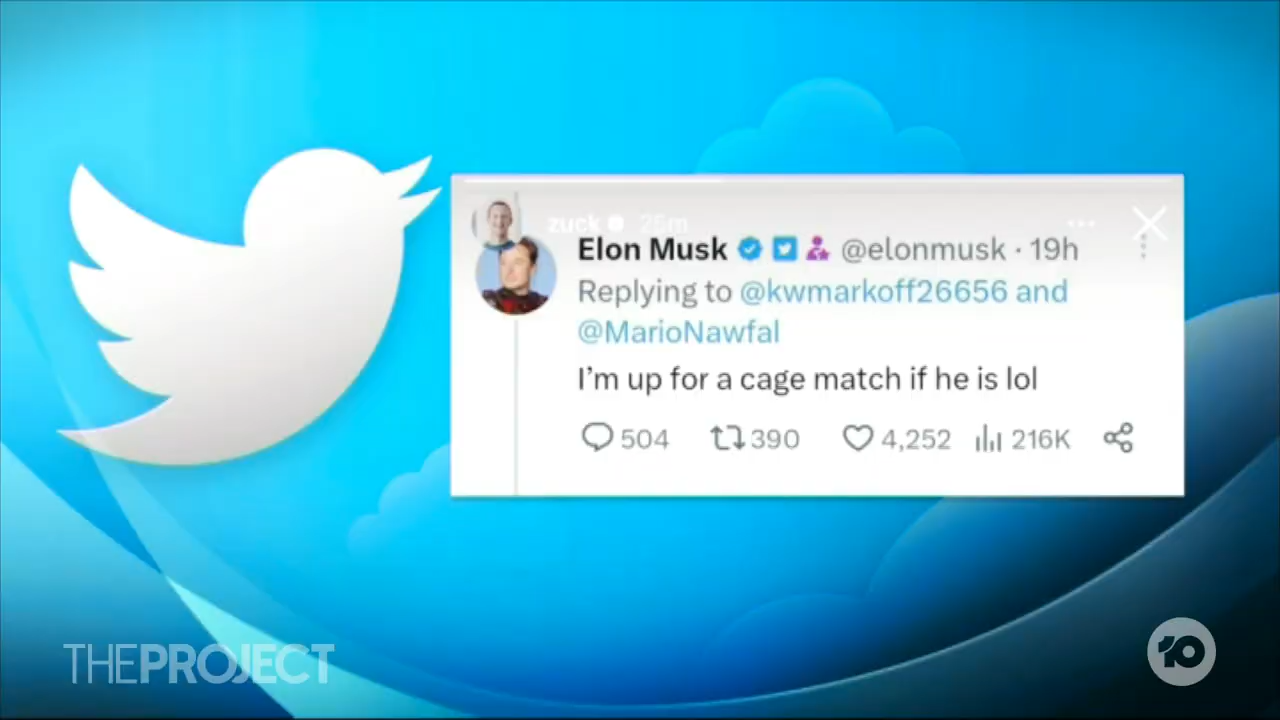 zuck 25m
Elon Musk @elonmusk · 19h
Replying to @kwmarkoff26656 and
@MarioNawfal
I'm up for a cage match if he is lol
504 390 4,252 216K
THEPROJECT
10